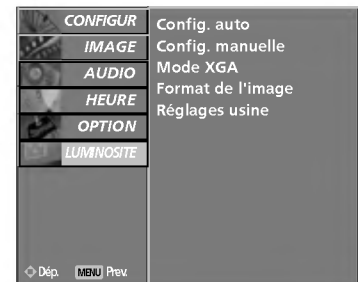 CONFIGUR
IMAGE
AUDIO
HEURE
OPTION
LUMINOSITE
Config. auto
Config. manuelle
Mode XGA
Format de l'image
Réglages usine
Dép. MENU Prev.